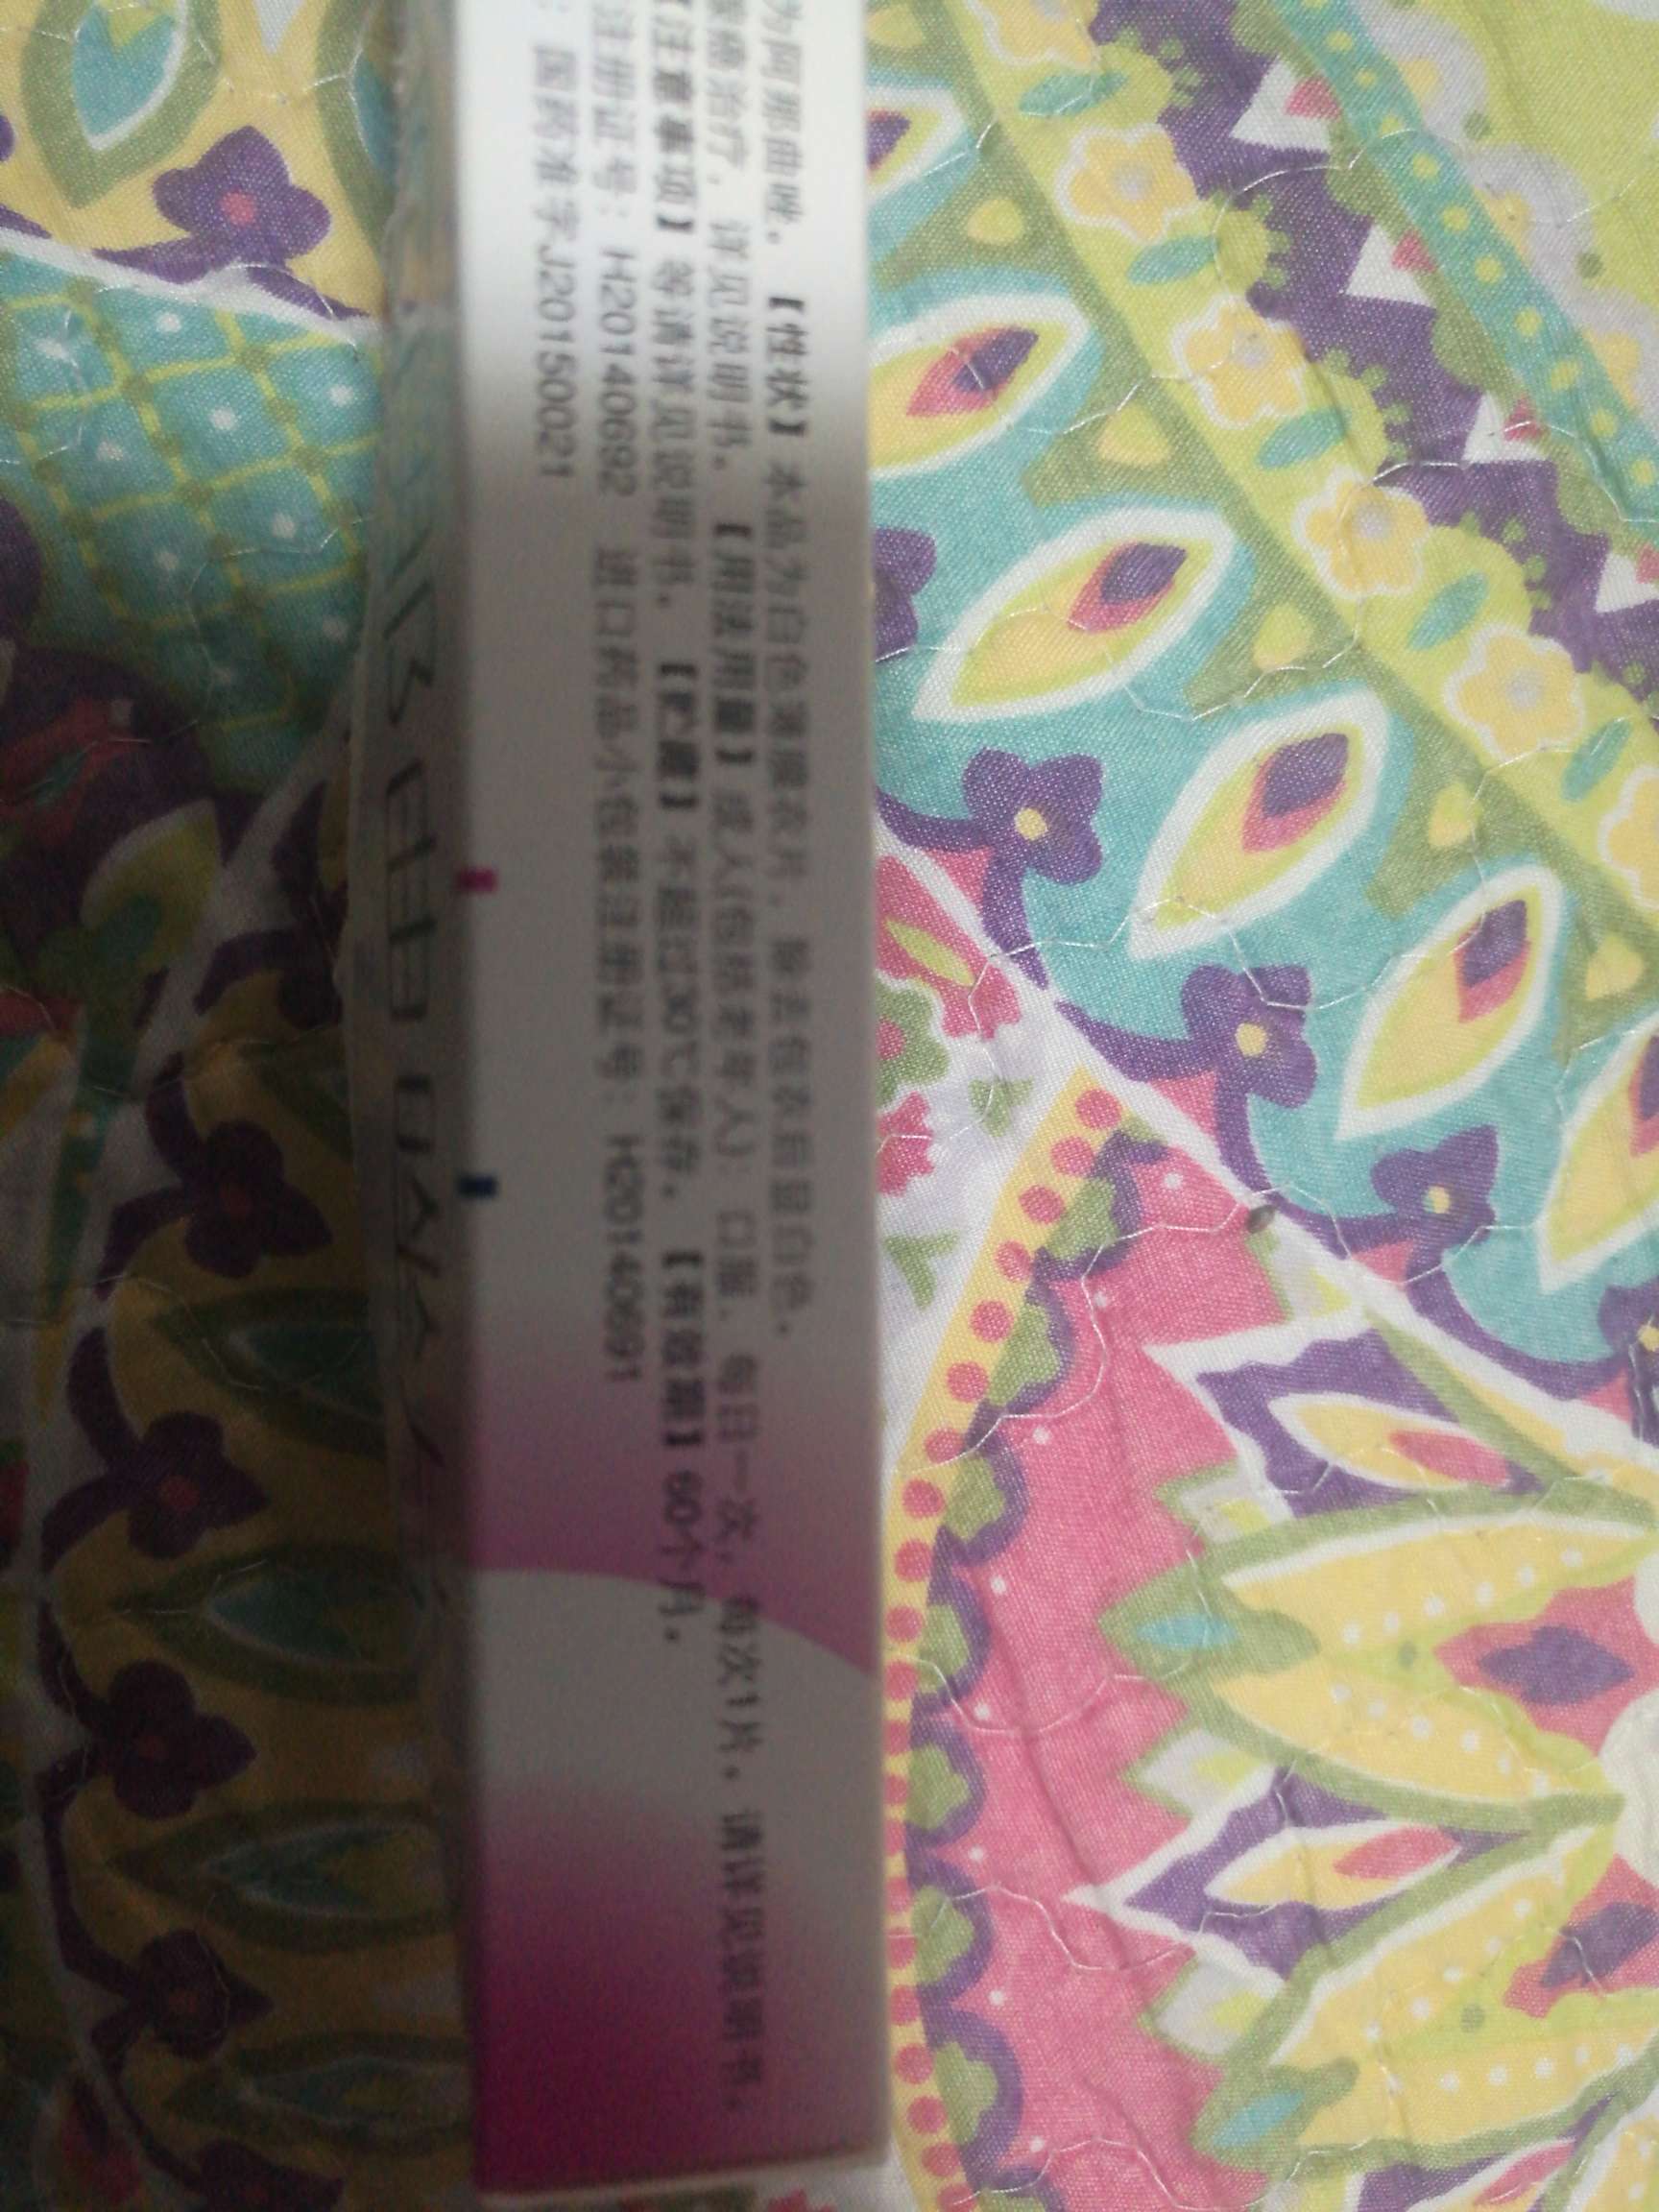 为阿那曲唑。【性状】本品为白色薄膜衣片，除去包衣后显白色。
治疗，详见说明书。【用法用量】成人(包括老年人)：口服，每日一次，每次1片，请详见说明书。
【注意事项】等请详见说明书。【贮藏】不超过30℃保存。【有效期】60个月。
注册证号：H20140692 进口药品小包装注册证号：H20140691
：国药准字J20150021